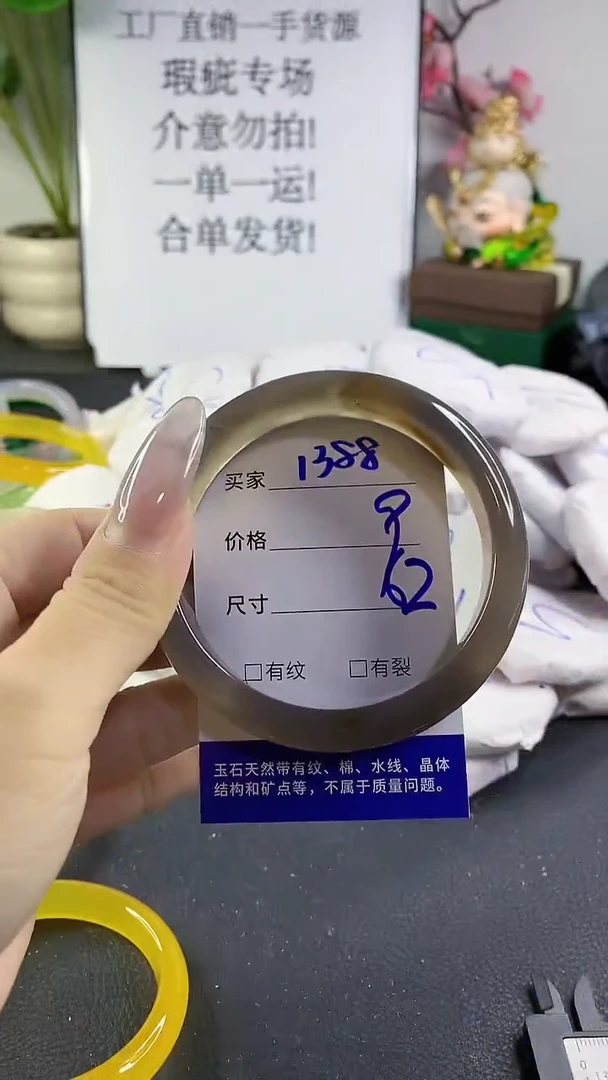 工厂直销一手货源
瑕疵专场
介意勿拍!
一单一运!
合单发货!
买家 1388
价格
尺寸 62
□有纹 □有裂
玉石天然带有纹、棉、水线、晶体
结构和矿点等，不属于质量问题。
0